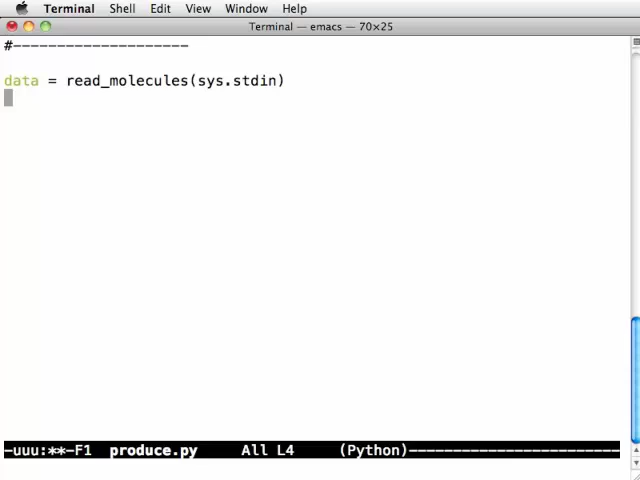 Terminal Shell Edit View Window Help
Terminal — emacs — 70×25
#---------------------
data = read_molecules(sys.stdin)
-uuu:**-F1 produce.py All L4 (Python)------------------------